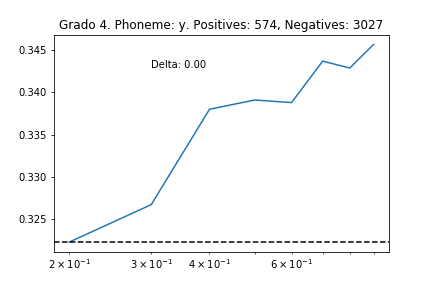 Grado 4. Phoneme: y. Positives: 574, Negatives: 3027
Delta: 0.00
0.345
0.340
0.335
0.330
0.325
2 × 10⁻¹ 3 × 10⁻¹ 4 × 10⁻¹ 6 × 10⁻¹